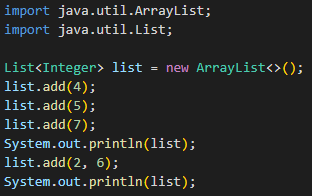 import java.util.ArrayList;
import java.util.List;
List<Integer> list = new ArrayList<>();
list.add(4);
list.add(5);
list.add(7);
System.out.println(list);
list.add(2, 6);
System.out.println(list);